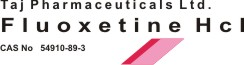 Taj Pharmaceuticals Ltd.
Fluoxetine Hcl
CAS No 54910-89-3